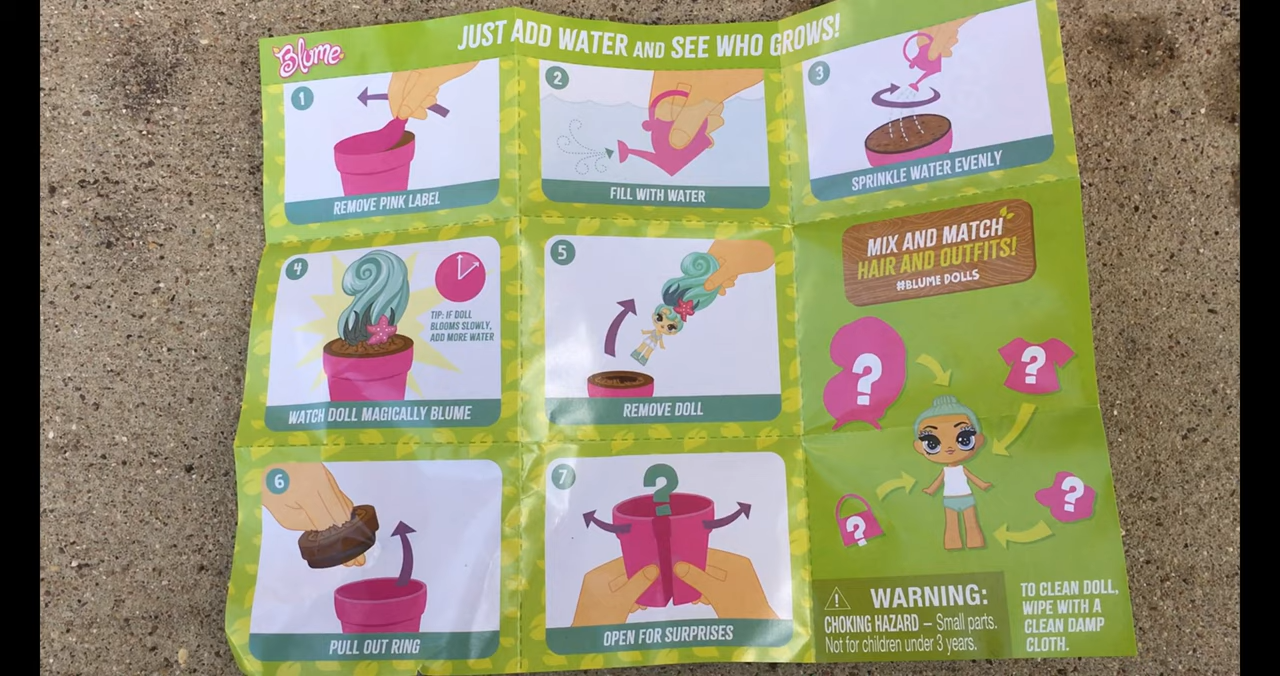 Blume
JUST ADD WATER AND SEE WHO GROWS!
1
REMOVE PINK LABEL
2
FILL WITH WATER
3
SPRINKLE WATER EVENLY
4
TIP: IF DOLL
BLOOMS SLOWLY,
ADD MORE WATER
WATCH DOLL MAGICALLY BLUME
5
REMOVE DOLL
MIX AND MATCH
HAIR AND OUTFITS!
#BLUME DOLLS
?
?
?
?
6
PULL OUT RING
7
?
OPEN FOR SURPRISES
WARNING:
CHOKING HAZARD – Small parts.
Not for children under 3 years.
TO CLEAN DOLL,
WIPE WITH A
CLEAN DAMP
CLOTH.